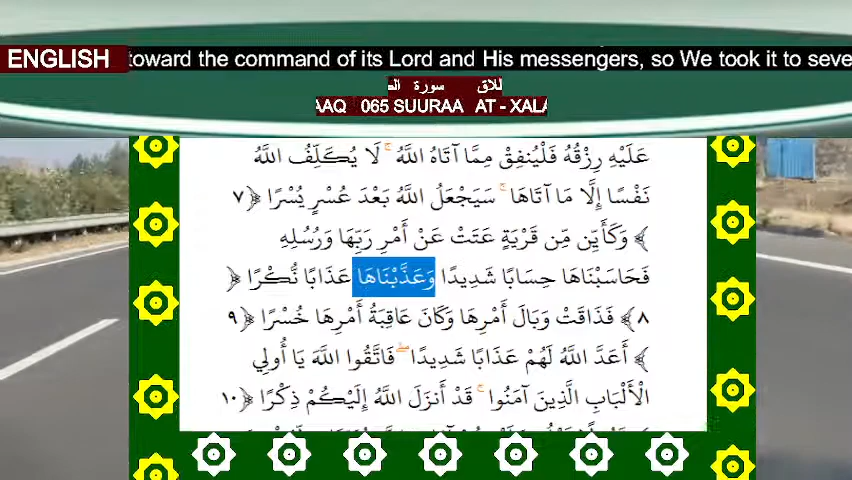 ENGLISH toward the command of its Lord and His messengers, so We took it to seve
للاق سورة الط
AAQ 065 SUURAA AT - XALA
عَلَيْهِ رِزْقُهُ فَلْيُنفِقْ مِمَّا آتَاهُ اللَّهُ ۚ لَا يُكَلِّفُ اللَّهُ
نَفْسًا إِلَّا مَا آتَاهَا ۚ سَيَجْعَلُ اللَّهُ بَعْدَ عُسْرٍ يُسْرًا ﴿٧
﴾ وَكَأَيِّن مِّن قَرْيَةٍ عَتَتْ عَنْ أَمْرِ رَبِّهَا وَرُسُلِهِ
فَحَاسَبْنَاهَا حِسَابًا شَدِيدًا وَعَذَّبْنَاهَا عَذَابًا نُّكْرًا ﴿
٨﴾ فَذَاقَتْ وَبَالَ أَمْرِهَا وَكَانَ عَاقِبَةُ أَمْرِهَا خُسْرًا ﴿٩
﴾ أَعَدَّ اللَّهُ لَهُمْ عَذَابًا شَدِيدًا ۖ فَاتَّقُوا اللَّهَ يَا أُولِي
الْأَلْبَابِ الَّذِينَ آمَنُوا ۚ قَدْ أَنزَلَ اللَّهُ إِلَيْكُمْ ذِكْرًا ﴿١٠